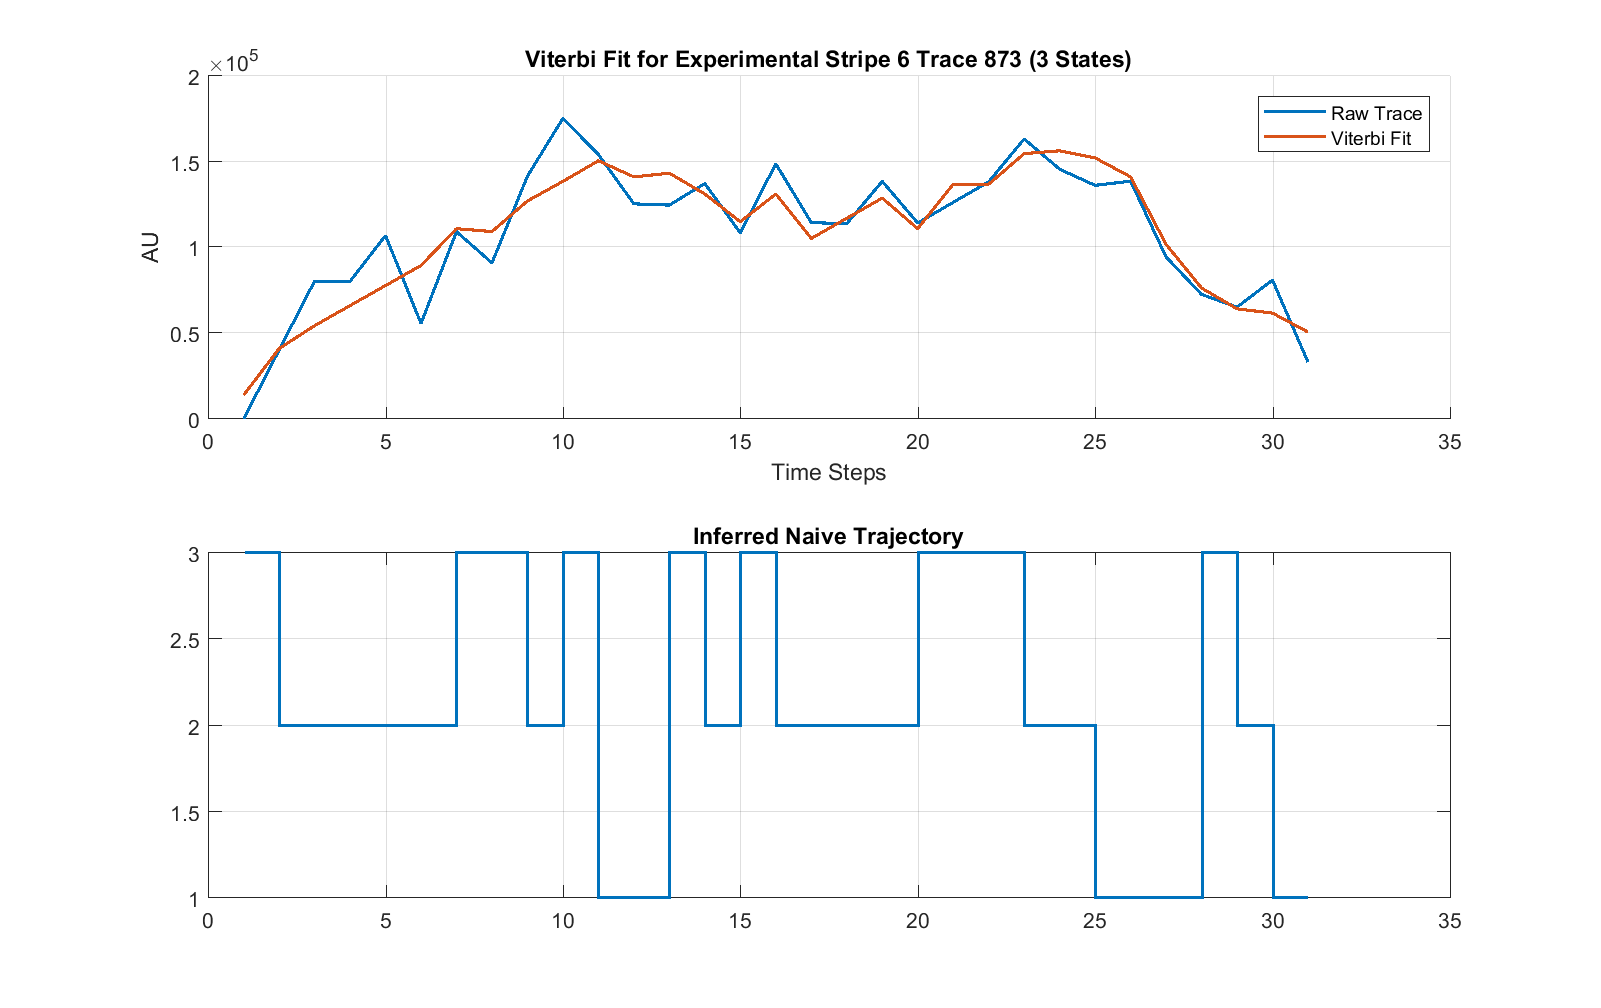 Viterbi Fit for Experimental Stripe 6 Trace 873 (3 States)
×10^5
2
1.5
1
0.5
0
AU
Raw Trace
Viterbi Fit
0 5 10 15 20 25 30 35
Time Steps
Inferred Naive Trajectory
3
2.5
2
1.5
1
0 5 10 15 20 25 30 35